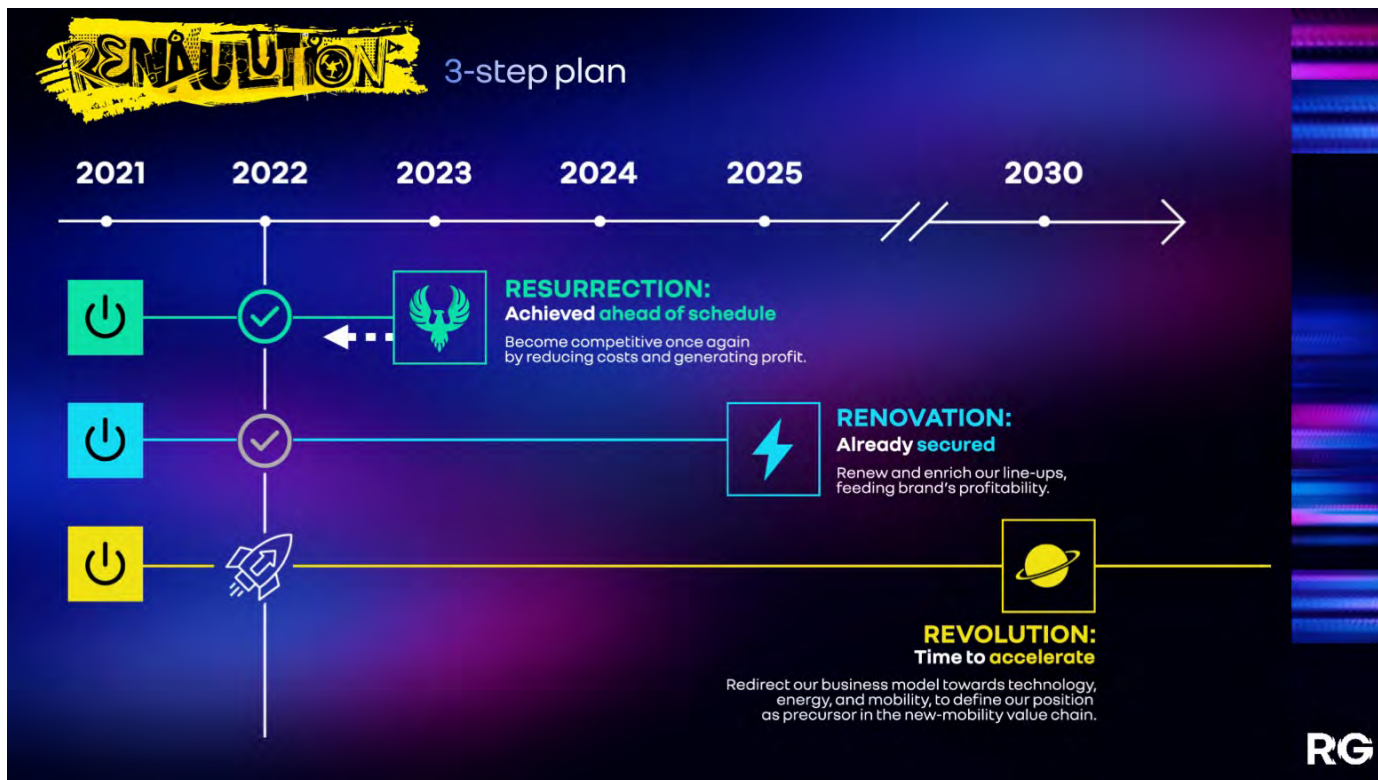 RENAULUTION
3-step plan
2021 2022 2023 2024 2025 2030
RESURRECTION:
Achieved ahead of schedule
Become competitive once again
by reducing costs and generating profit.
RENOVATION:
Already secured
Renew and enrich our line-ups,
feeding brand's profitability.
REVOLUTION:
Time to accelerate
Redirect our business model towards technology,
energy, and mobility, to define our position
as precursor in the new-mobility value chain.
RG